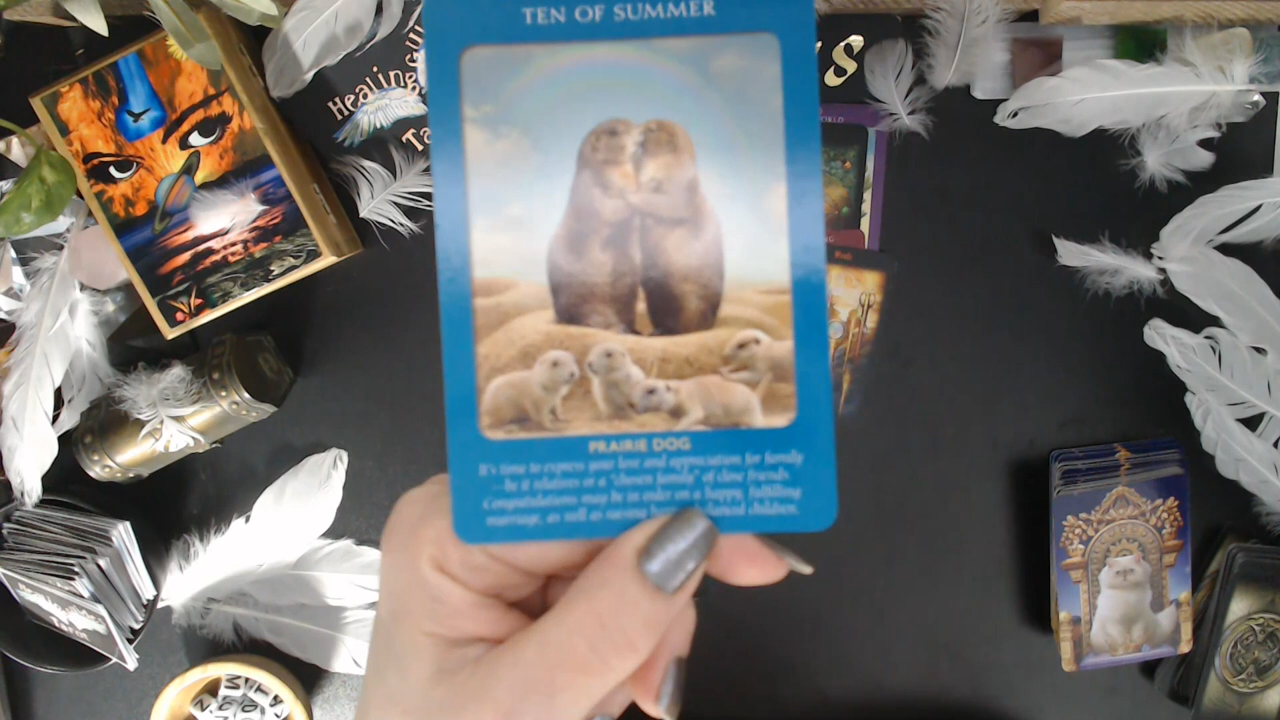 TEN OF SUMMER
Healing
Ta
S
PRAIRIE DOG
It's time to express your love and appreciation for family
—be it relatives or a "chosen family" of close friends.
Congratulations may be in order on a happy, fulfilling
marriage, as well as raising children.